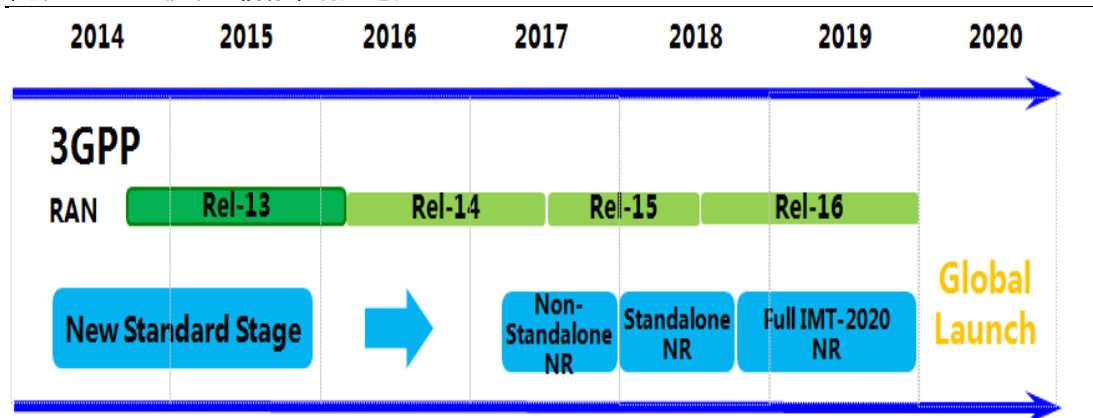 2014 2015 2016 2017 2018 2019 2020
3GPP
RAN Rel-13 Rel-14 Rel-15 Rel-16
New Standard Stage
Non-
Standalone
NR
Standalone
NR
Full IMT-2020
NR
Global
Launch